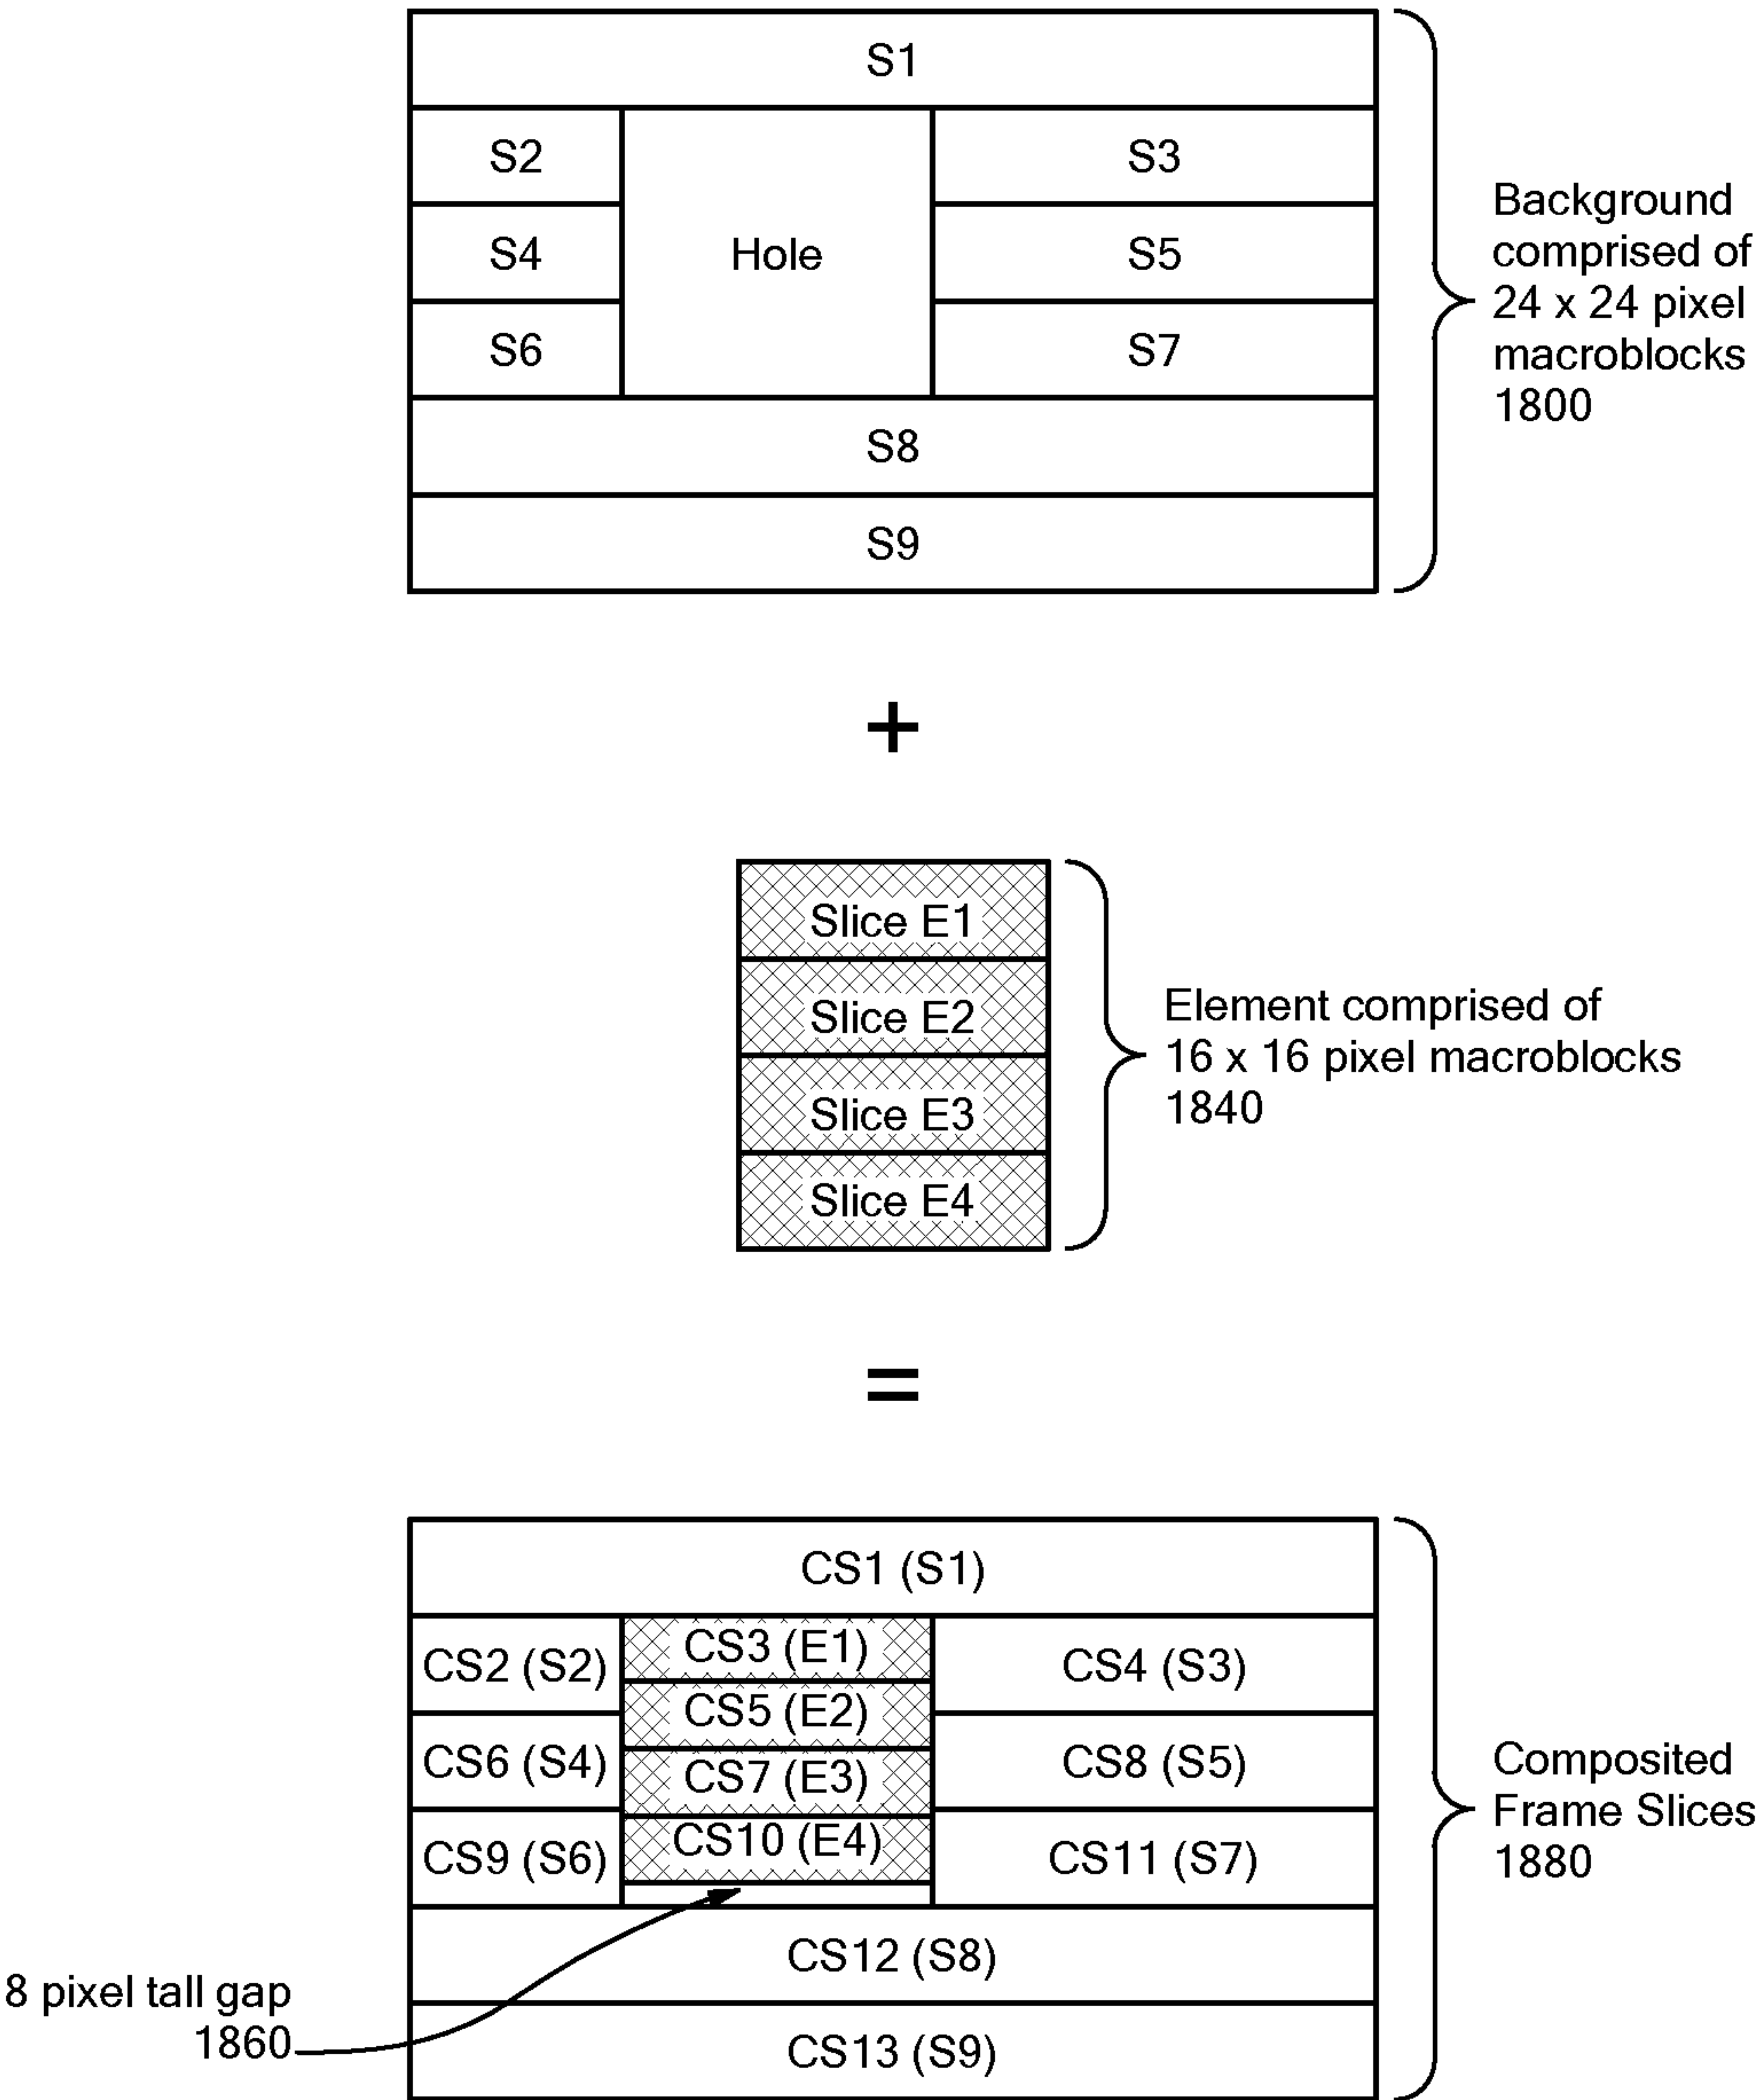 S1
S2
S3
S4
Hole
S5
S6
S7
S8
S9
Background
comprised of
24 x 24 pixel
macroblocks
1800
+
Slice E1
Slice E2
Slice E3
Slice E4
Element comprised of
16 x 16 pixel macroblocks
1840
=
CS1 (S1)
CS2 (S2)
CS3 (E1)
CS4 (S3)
CS5 (E2)
CS6 (S4)
CS7 (E3)
CS8 (S5)
CS9 (S6)
CS10 (E4)
CS11 (S7)
CS12 (S8)
CS13 (S9)
Composited
Frame Slices
1880
8 pixel tall gap
1860